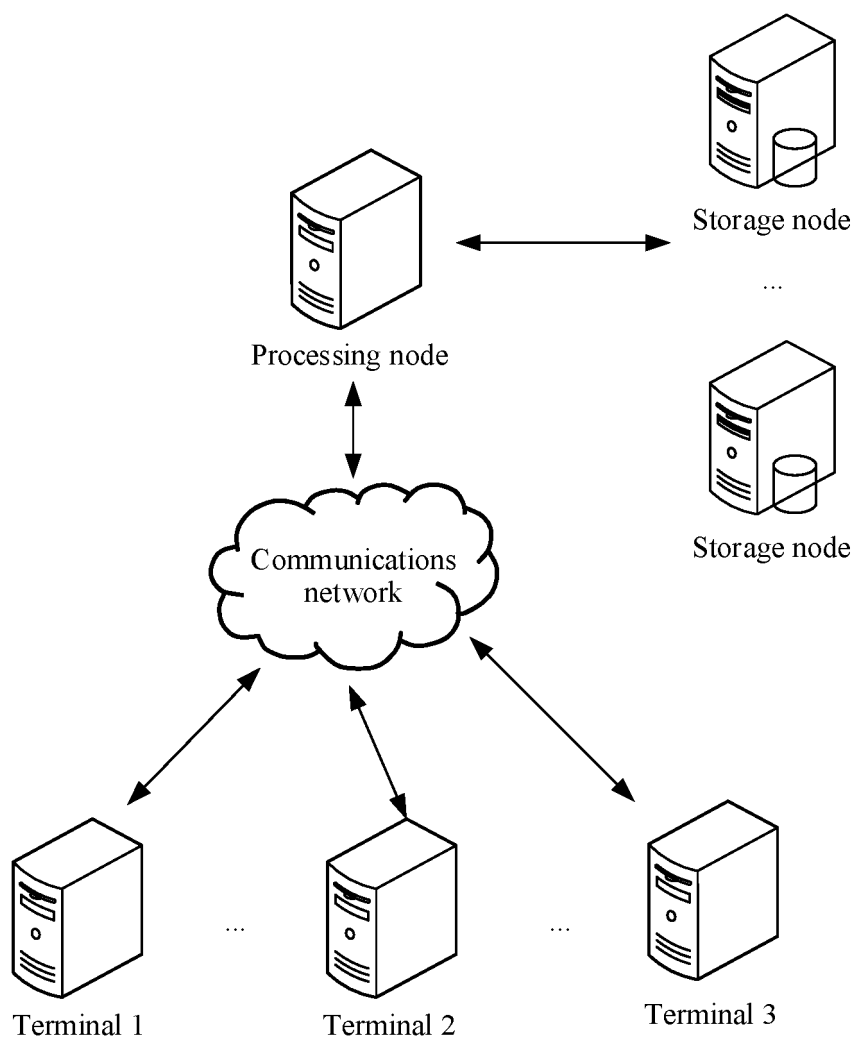 Storage node
...
Processing node
Storage node
Communications
network
... ...
Terminal 1 Terminal 2 Terminal 3